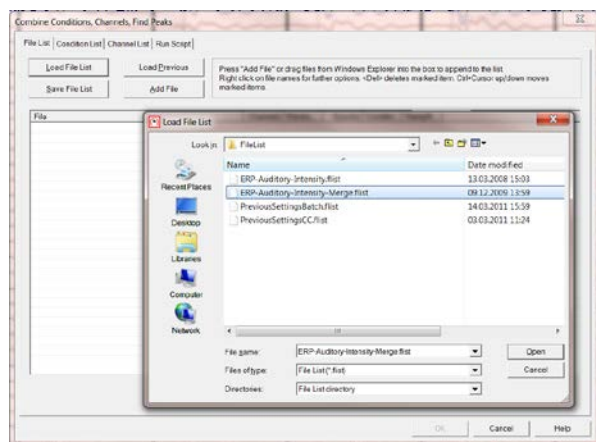 Combine Conditions, Channels, Find Peaks
File List Condition List Channel List Run Script
Load File List Load Previous
Save File List Add File
Press "Add File" or drag files from Windows Explorer into the box to append to the list.
Right click on file names for further options. <Del> deletes marked item. Ctrl+Cursor up/down moves
marked items.
File
Load File List
Look in: FileList
Name Date modified
ERP-Auditory-Intensity.flist 13.03.2008 15:03
ERP-Auditory-Intensity-Merge.flist 09.12.2009 13:59
PreviousSettingsBatch.flist 14.03.2011 15:59
PreviousSettingsCC.flist 03.03.2011 11:24
Recent Places
Desktop
Libraries
Computer
Network
File name: ERP-Auditory-Intensity-Merge.flist Open
Files of type: File List (*.flist) Cancel
Directories: File List directory
OK Cancel Help